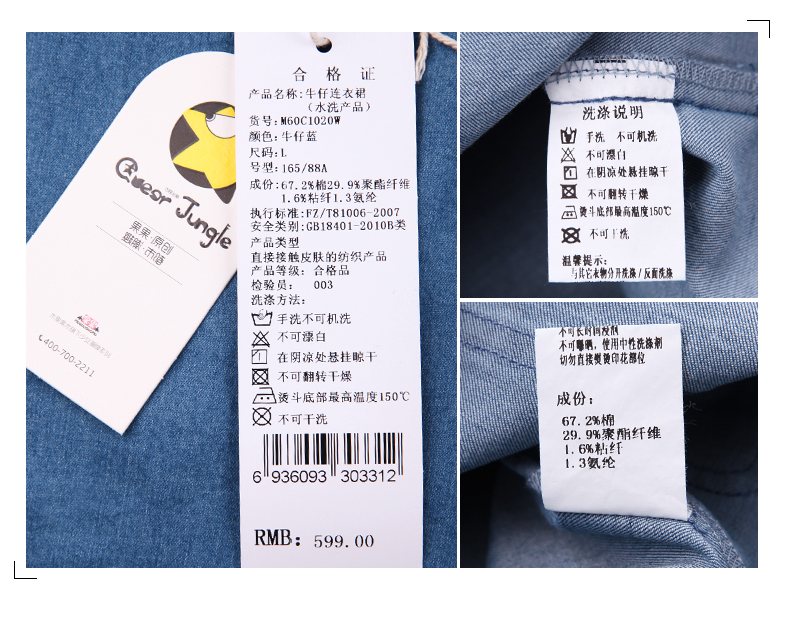 Queer Jungle
果果·原创
400-700-2211
合 格 证
产品名称:牛仔连衣裙
(水洗产品)
货号:M60C1020W
颜色:牛仔蓝
尺码:L
号型:165/88A
成份:67.2%棉29.9%聚酯纤维
1.6%粘纤1.3氨纶
执行标准:FZ/T81006-2007
安全类别:GB18401-2010B类
产品类型
直接接触皮肤的纺织产品
产品等级: 合格品
检验员: 003
洗涤方法:
手洗不可机洗
不可漂白
在阴凉处悬挂晾干
不可翻转干燥
熨斗底部最高温度150℃
不可干洗
6 936093 303312
RMB: 599.00
洗涤说明
手洗 不可机洗
不可漂白
在阴凉处悬挂晾干
不可翻转干燥
熨斗底部最高温度150℃
不可干洗
温馨提示:
与其它衣物分开洗涤/反面洗涤
不可长时间浸泡
不可曝晒, 使用中性洗涤剂
切勿直接熨烫印花部位
成份:
67.2%棉
29.9%聚酯纤维
1.6%粘纤
1.3氨纶